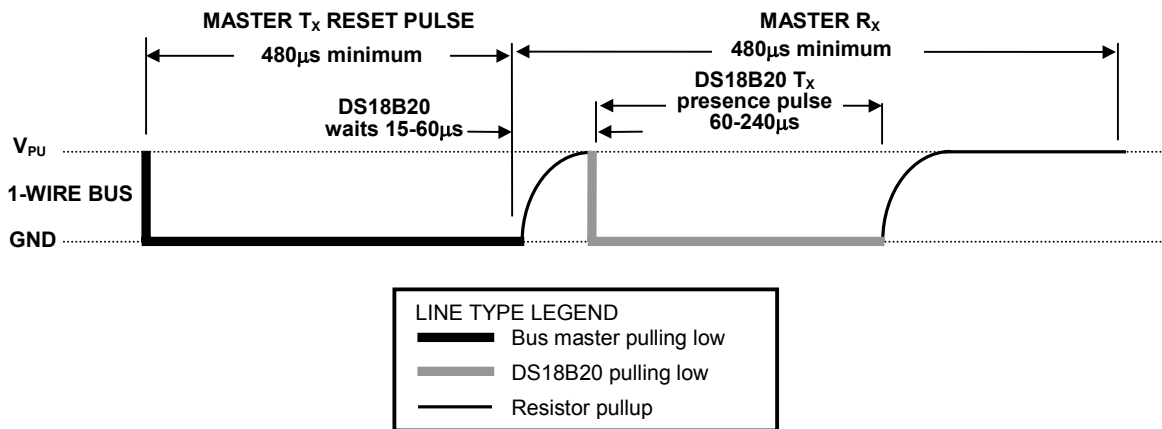 MASTER TX RESET PULSE
480µs minimum
MASTER RX
480µs minimum
DS18B20 TX
presence pulse
60-240µs
DS18B20
waits 15-60µs
VPU
1-WIRE BUS
GND
LINE TYPE LEGEND
Bus master pulling low
DS18B20 pulling low
Resistor pullup